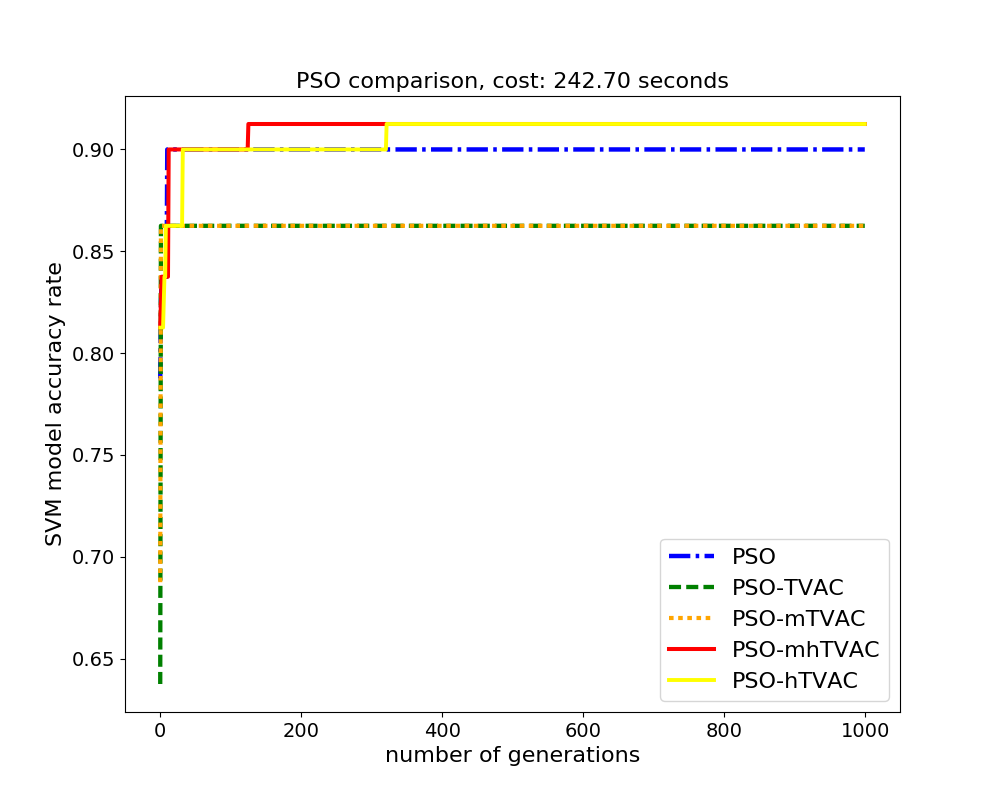 PSO comparison, cost: 242.70 seconds
SVM model accuracy rate
0.90
0.85
0.80
0.75
0.70
0.65
0 200 400 600 800 1000
number of generations
PSO
PSO-TVAC
PSO-mTVAC
PSO-mhTVAC
PSO-hTVAC